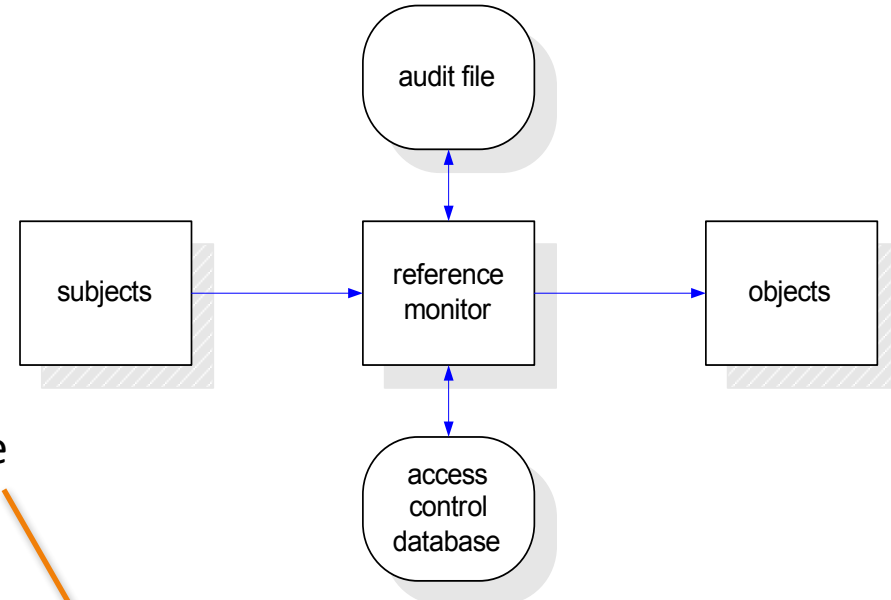 audit file
subjects
reference
monitor
objects
e
access
control
database